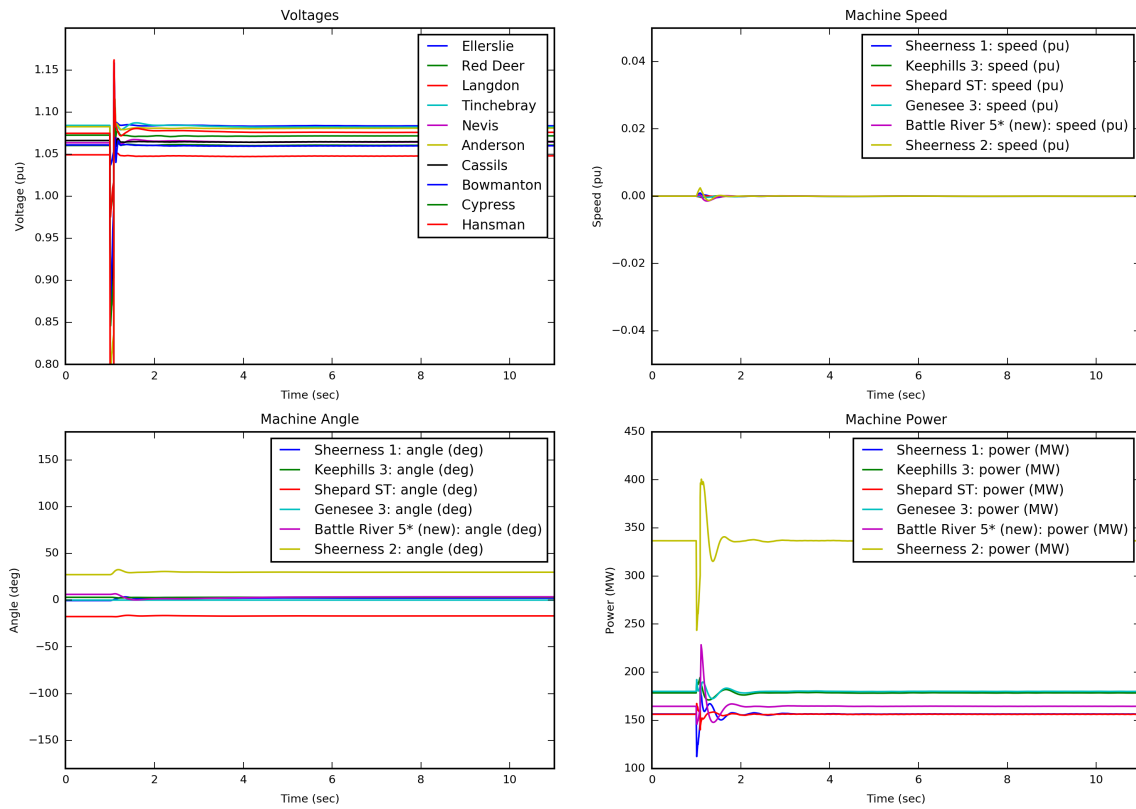 Voltages
1.15
1.10
1.05
1.00
0.95
0.90
0.85
0.80
Voltage (pu)
0
2
4
6
8
10
Time (sec)
Ellerslie
Red Deer
Langdon
Tinchebray
Nevis
Anderson
Cassils
Bowmanton
Cypress
Hansman
Machine Speed
0.04
0.02
0.00
−0.02
−0.04
Speed (pu)
0
2
4
6
8
10
Time (sec)
Sheerness 1: speed (pu)
Keephills 3: speed (pu)
Shepard ST: speed (pu)
Genesee 3: speed (pu)
Battle River 5* (new): speed (pu)
Sheerness 2: speed (pu)
Machine Angle
150
100
50
0
−50
−100
−150
Angle (deg)
0
2
4
6
8
10
Time (sec)
Sheerness 1: angle (deg)
Keephills 3: angle (deg)
Shepard ST: angle (deg)
Genesee 3: angle (deg)
Battle River 5* (new): angle (deg)
Sheerness 2: angle (deg)
Machine Power
450
400
350
300
250
200
150
100
Power (MW)
0
2
4
6
8
10
Time (sec)
Sheerness 1: power (MW)
Keephills 3: power (MW)
Shepard ST: power (MW)
Genesee 3: power (MW)
Battle River 5* (new): power (MW)
Sheerness 2: power (MW)